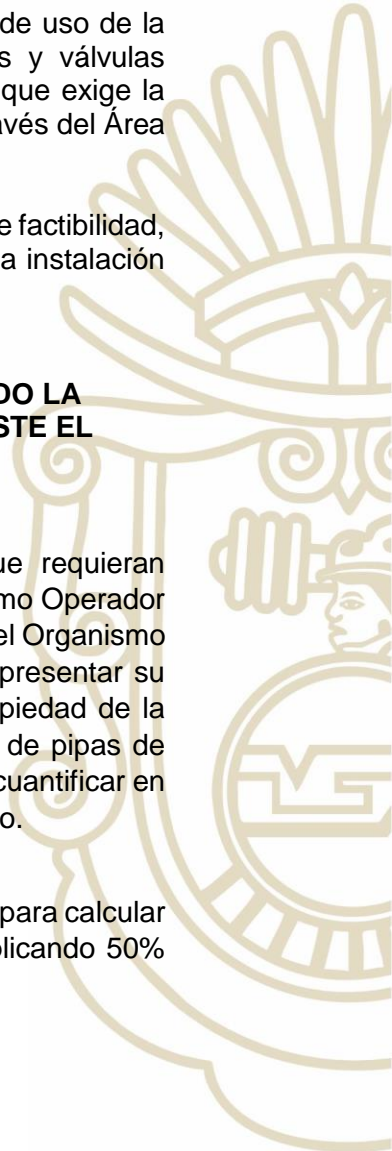 de uso de la
s y válvulas
que exige la
avés del Área
e factibilidad,
a instalación
DO LA
STE EL
ue requieran
mo Operador
el Organismo
presentar su
piedad de la
de pipas de
cuantificar en
o.
para calcular
plicando 50%